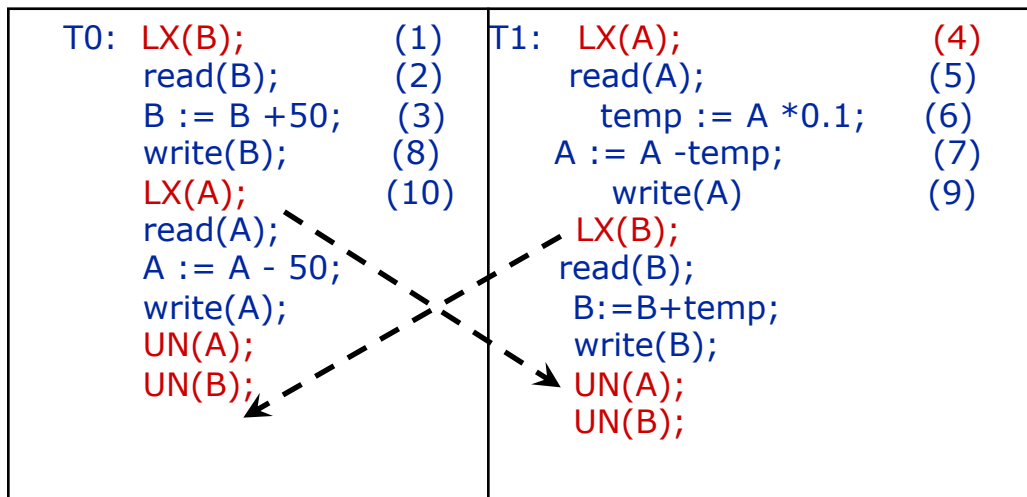 T0: LX(B); (1)
read(B); (2)
B := B +50; (3)
write(B); (8)
LX(A); (10)
read(A);
A := A - 50;
write(A);
UN(A);
UN(B);
T1: LX(A); (4)
read(A); (5)
temp := A *0.1; (6)
A := A -temp; (7)
write(A) (9)
LX(B);
read(B);
B:=B+temp;
write(B);
UN(A);
UN(B);